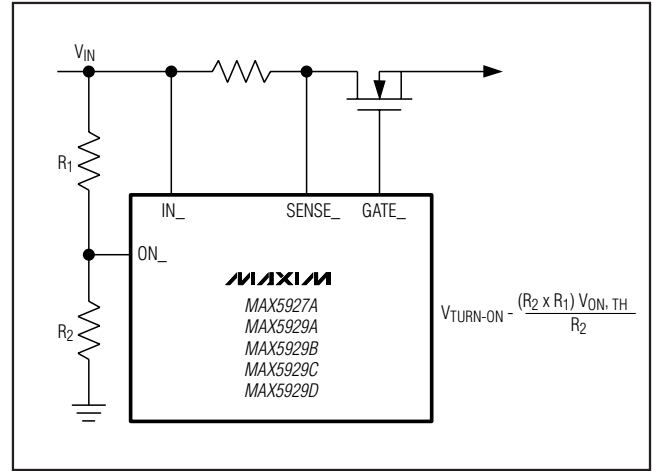 VIN
R1
IN_
SENSE_
GATE_
ON_
MAXIM
R2
MAX5927A
MAX5929A
MAX5929B
MAX5929C
MAX5929D
VTURN-ON - (R2 x R1) VON, TH
R2